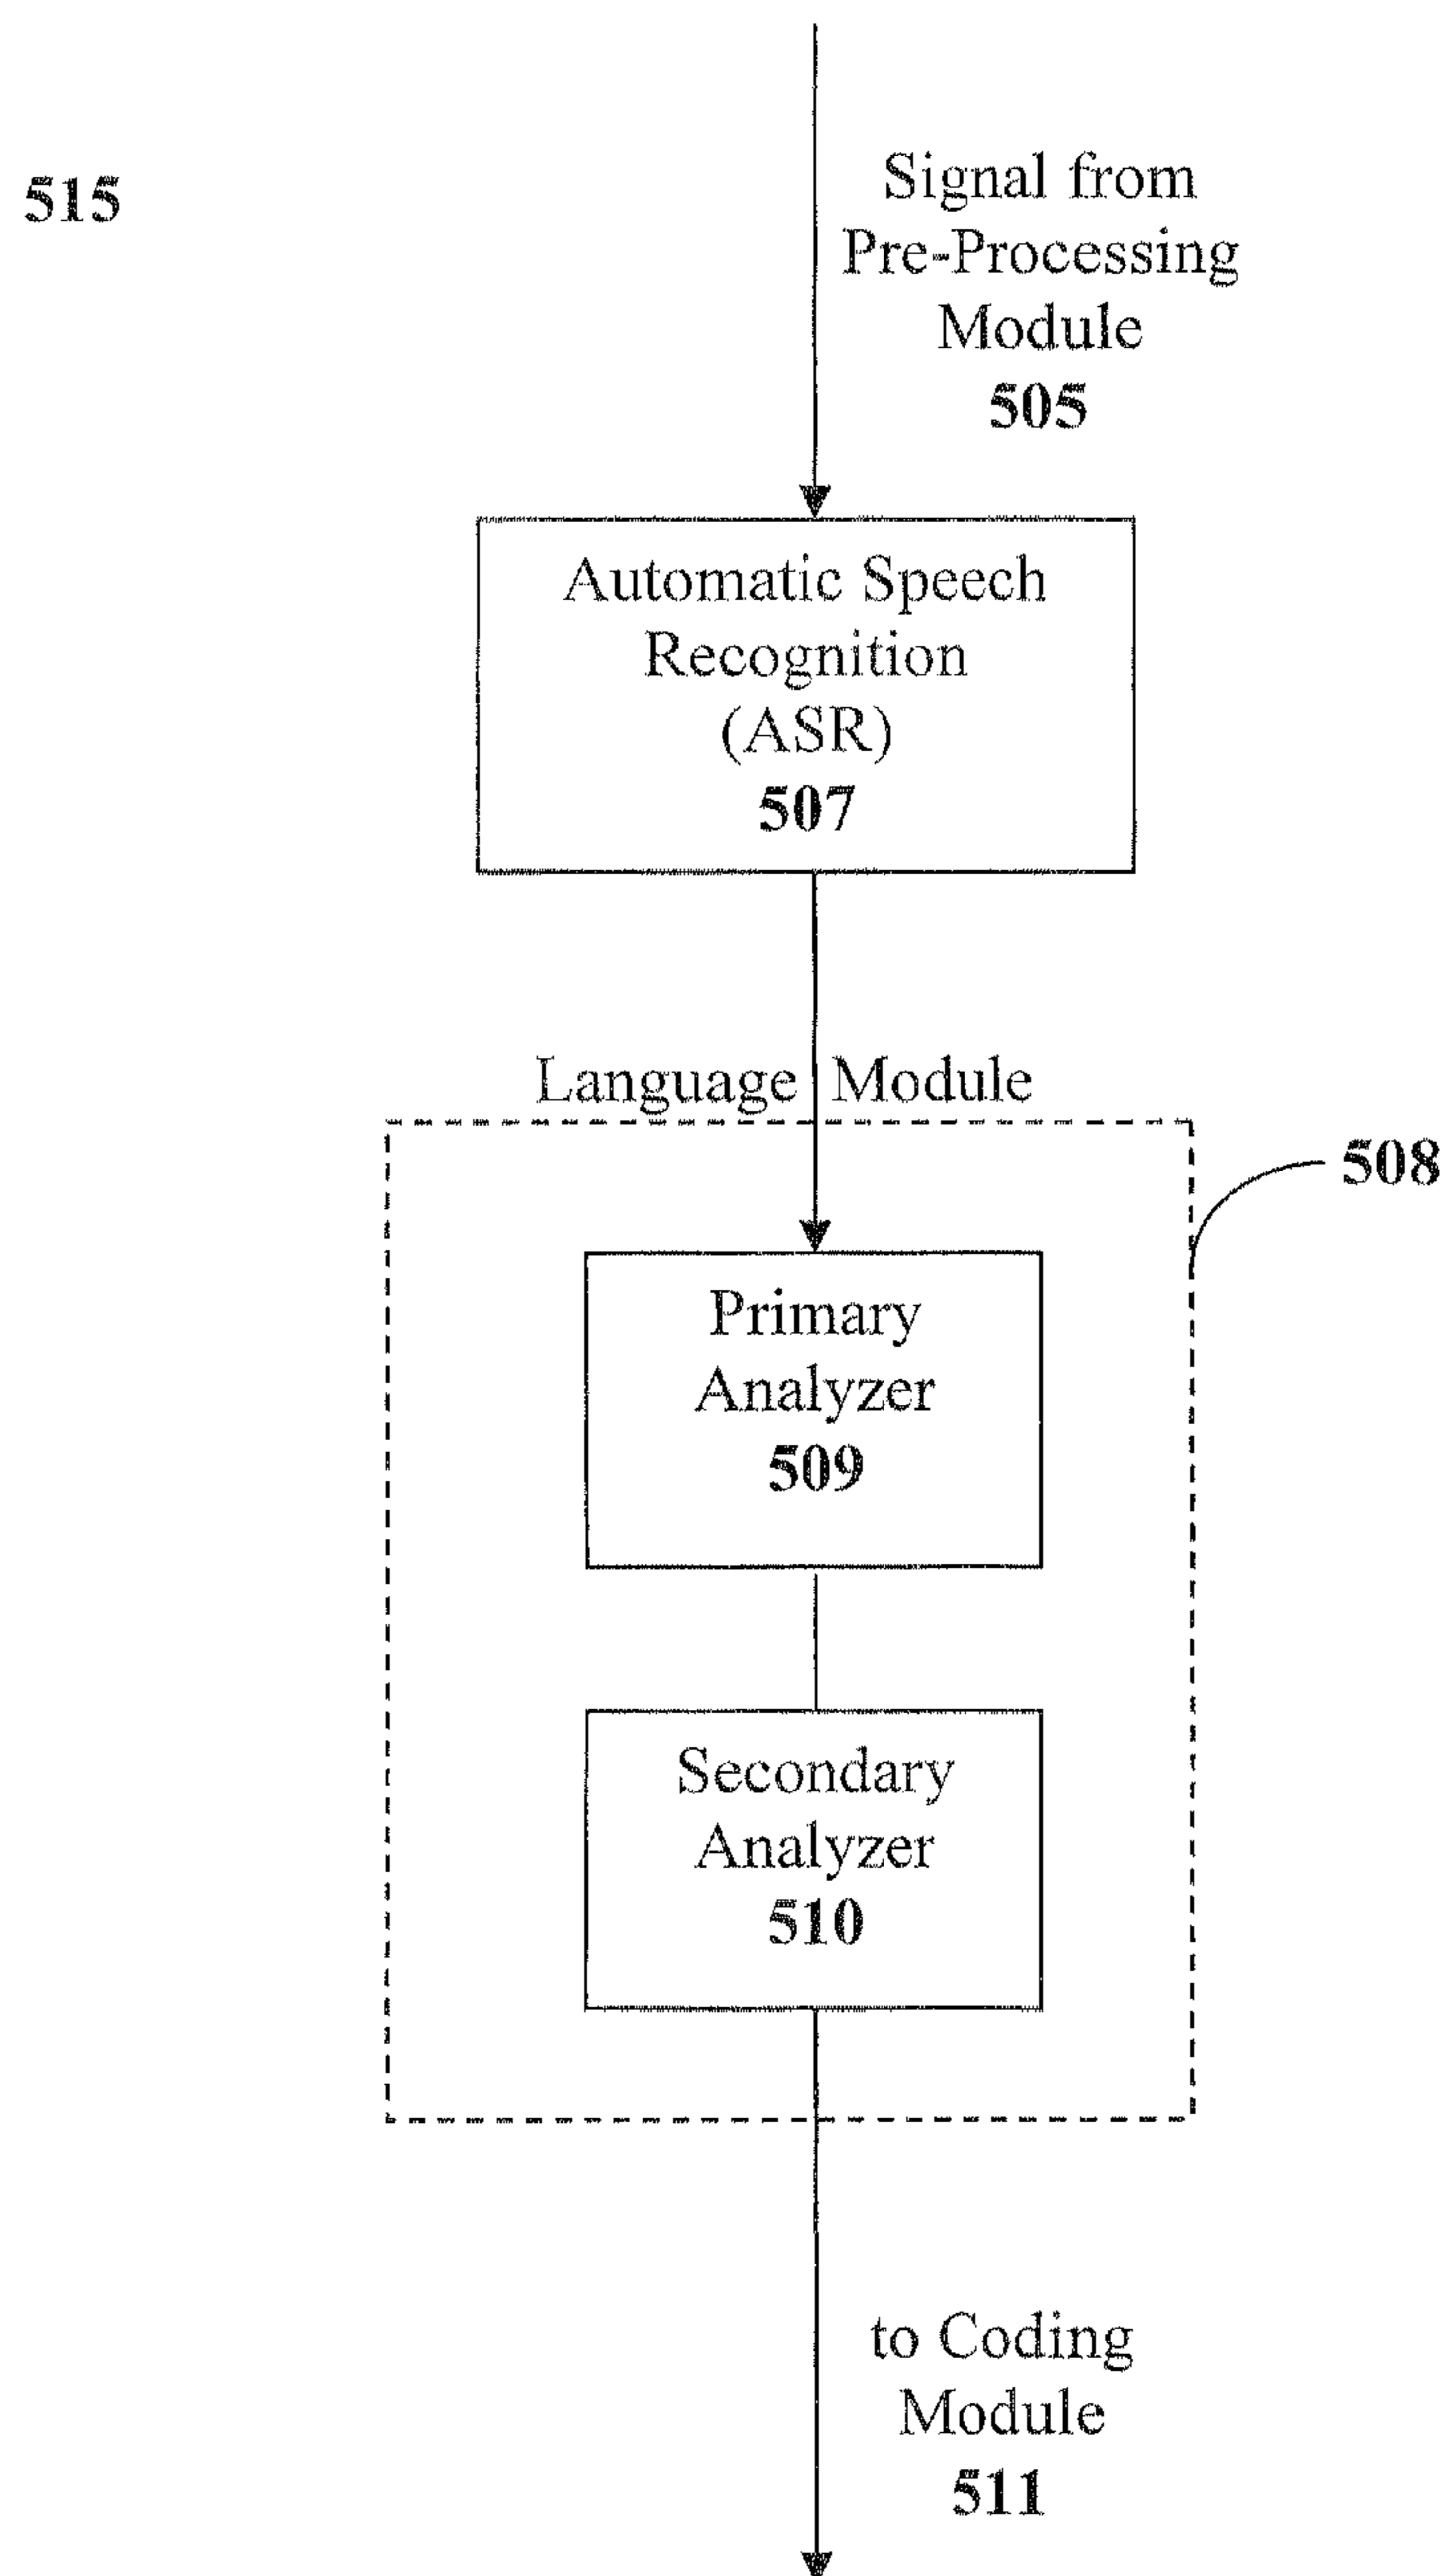 515
Signal from
Pre-Processing
Module
505
Automatic Speech
Recognition
(ASR)
507
Language Module
508
Primary
Analyzer
509
Secondary
Analyzer
510
to Coding
Module
511